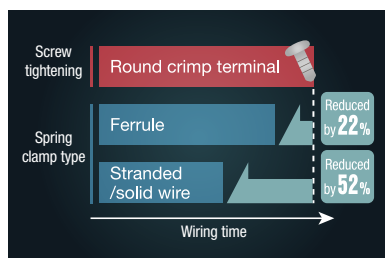 Screw
tightening
Round crimp terminal
Spring
clamp type
Ferrule
Reduced
by 22%
Stranded
/solid wire
Reduced
by 52%
Wiring time